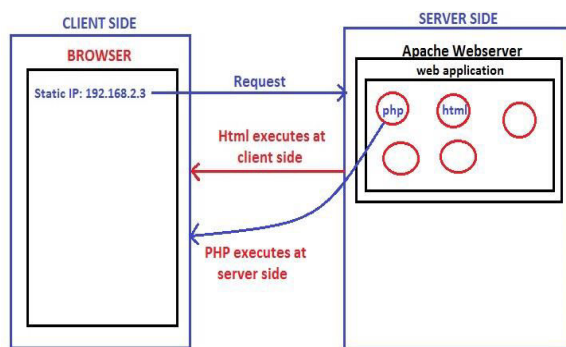 CLIENT SIDE
BROWSER
Static IP: 192.168.2.3
Request
Html executes at
client side
PHP executes at
server side
SERVER SIDE
Apache Webserver
web application
php
html